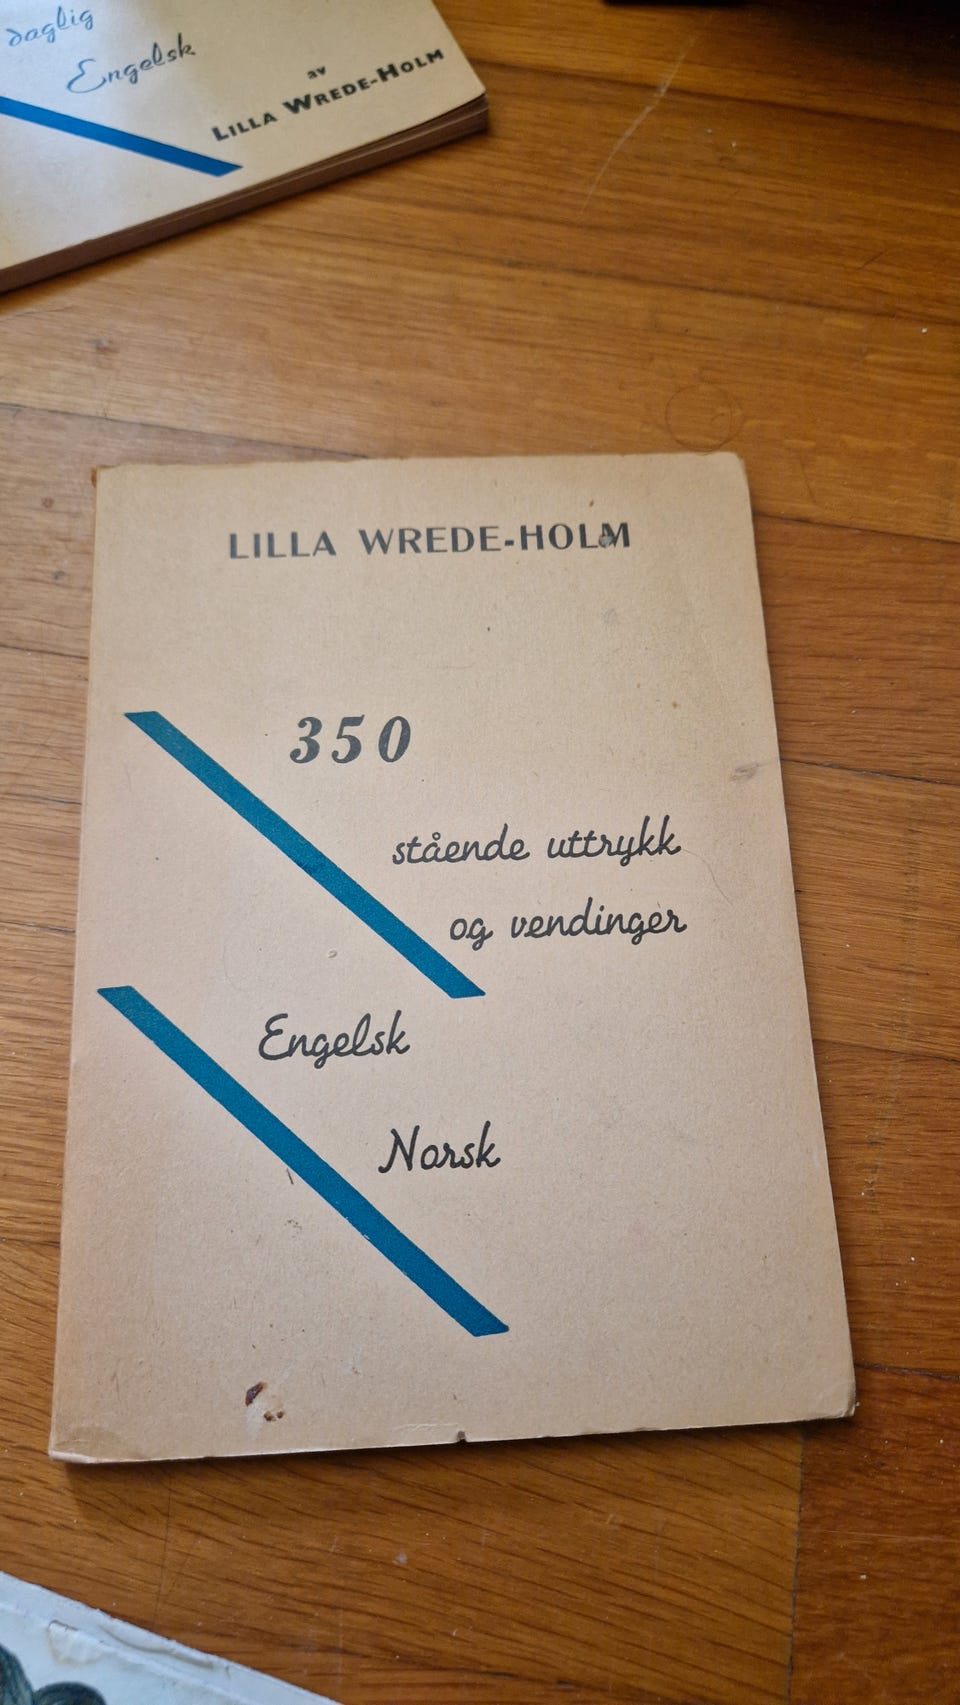 daglig
Engelsk
av
LILLA WREDE-HOLM
LILLA WREDE-HOLM
350
stående uttrykk
og vendinger
Engelsk
Norsk